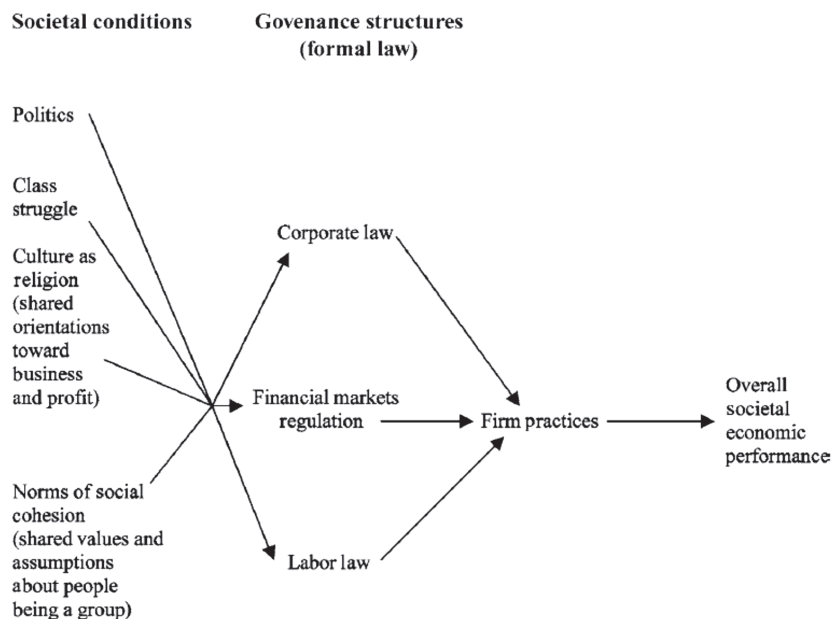 Societal conditions
Govenance structures
(formal law)
Politics
Class
struggle
Culture as
religion
(shared
orientations
toward
business
and profit)
Norms of social
cohesion
(shared values and
assumptions
about people
being a group)
Corporate law
Financial markets
regulation
Labor law
Firm practices
Overall
societal
economic
performance